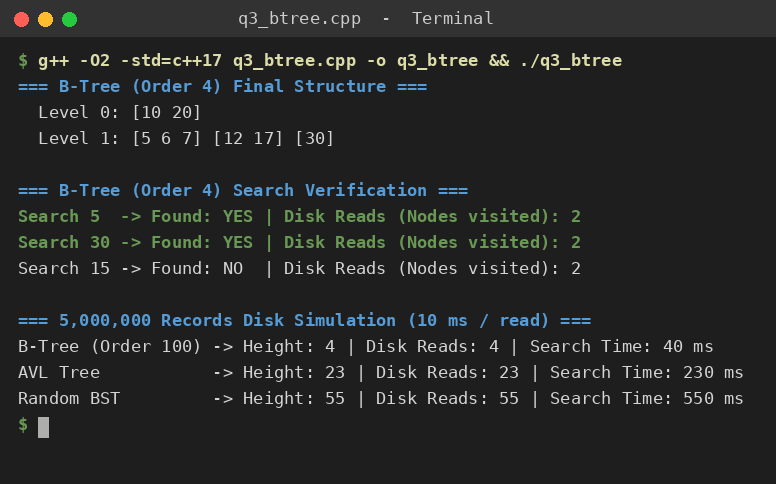 q3_btree.cpp  -  Terminal
$ g++ -O2 -std=c++17 q3_btree.cpp -o q3_btree && ./q3_btree
=== B-Tree (Order 4) Final Structure ===
  Level 0: [10 20]
  Level 1: [5 6 7] [12 17] [30]

=== B-Tree (Order 4) Search Verification ===
Search 5  -> Found: YES | Disk Reads (Nodes visited): 2
Search 30 -> Found: YES | Disk Reads (Nodes visited): 2
Search 15 -> Found: NO  | Disk Reads (Nodes visited): 2

=== 5,000,000 Records Disk Simulation (10 ms / read) ===
B-Tree (Order 100) -> Height: 4 | Disk Reads: 4 | Search Time: 40 ms
AVL Tree           -> Height: 23 | Disk Reads: 23 | Search Time: 230 ms
Random BST         -> Height: 55 | Disk Reads: 55 | Search Time: 550 ms
$